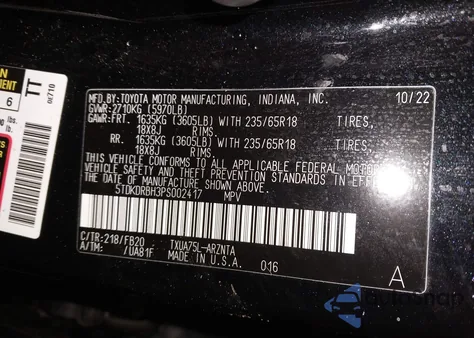 MFD.BY:TOYOTA MOTOR MANUFACTURING, INDIANA, INC. 10/22
GVWR:2710KG (5970LB)
GAWR:FRT. 1635KG (3605LB) WITH 235/65R18 TIRES,
18X8J RIMS.
RR. 1635KG (3605LB) WITH 235/65R18 TIRES,
18X8J RIMS.
THIS VEHICLE CONFORMS TO ALL APPLICABLE FEDERAL MOTOR
VEHICLE SAFETY AND THEFT PREVENTION STANDARDS IN EFFECT ON
THE DATE OF MANUFACTURE SHOWN ABOVE.
5TDKDRBH3PS002417 MPV
C/TR:218/FB20 TXUA75L-ARZNTA
A/TM: /UA81F MADE IN U.S.A. 016
A
TT
6